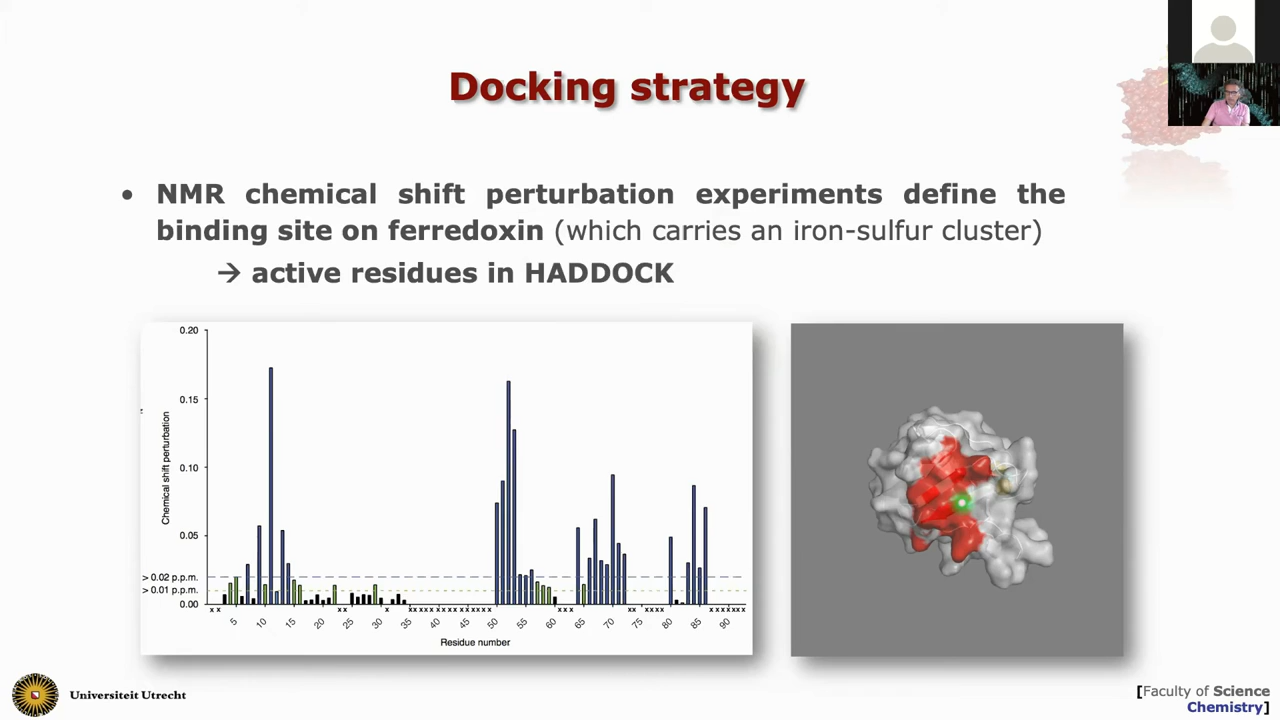 Docking strategy
• NMR chemical shift perturbation experiments define the
binding site on ferredoxin (which carries an iron-sulfur cluster)
→ active residues in HADDOCK
0.20
0.15
0.10
0.05
> 0.02 p.p.m.
> 0.01 p.p.m.
0.00
Chemical shift perturbation
x x x x x x x x x x x x x x x x x x x x x x x x x x x x x x x x x
5 10 15 20 25 30 35 40 45 50 55 60 65 70 75 80 85 90
Residue number
Universiteit Utrecht
[Faculty of Science
Chemistry]